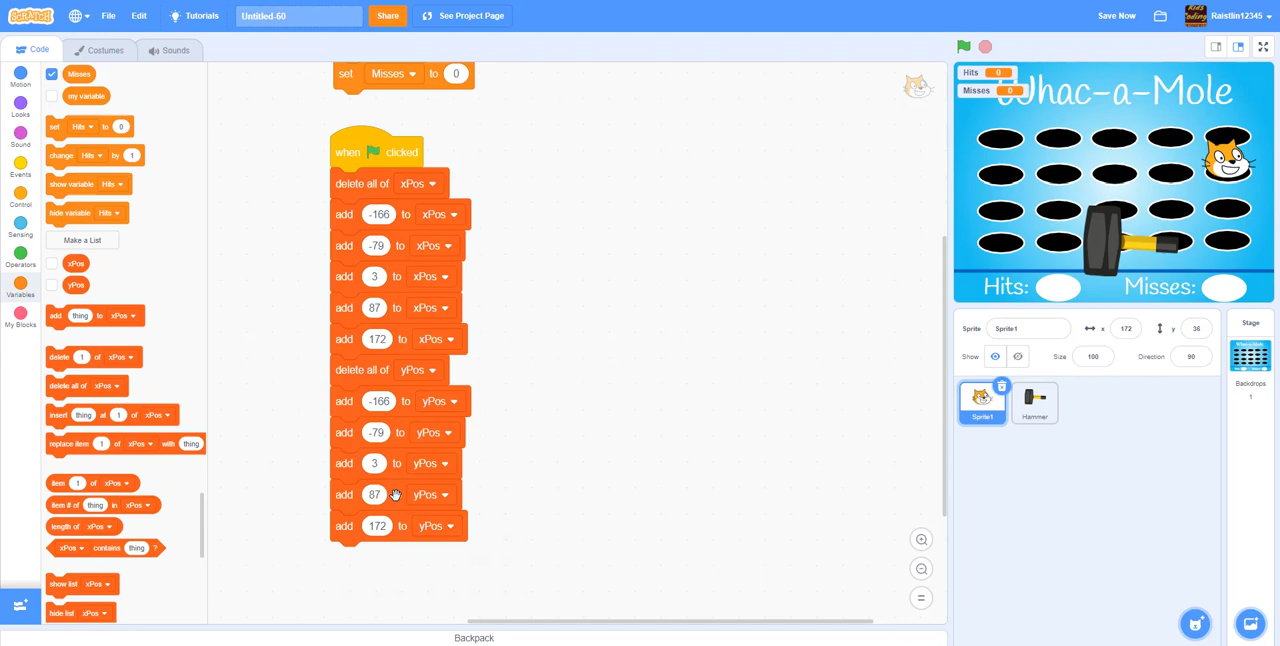 SCRATCH File Edit Tutorials Untitled-60 Share See Project Page Save Now Raistlin12345
Code Costumes Sounds
Motion
Looks
Sound
Events
Control
Sensing
Operators
Variables
My Blocks
Misses
my variable
set Hits to 0
change Hits by 1
show variable Hits
hide variable Hits
Make a List
xPos
yPos
add thing to xPos
delete 1 of xPos
delete all of xPos
insert thing at 1 of xPos
replace item 1 of xPos with thing
item 1 of xPos
item # of thing in xPos
length of xPos
xPos contains thing ?
show list xPos
hide list xPos
set Misses to 0
when clicked
delete all of xPos
add -166 to xPos
add -79 to xPos
add 3 to xPos
add 87 to xPos
add 172 to xPos
delete all of yPos
add -166 to yPos
add -79 to yPos
add 3 to yPos
add 87 to yPos
add 172 to yPos
Backpack
Hits 0
Misses 0
Whac-a-Mole
Hits: Misses:
Sprite Sprite1 x 172 y 36
Show Size 100 Direction 90
Sprite1
Hammer
Stage
Backdrops
1